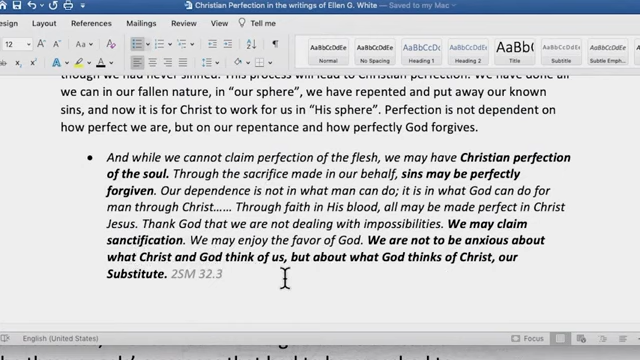 Christian Perfection in the writings of Ellen G. White — Saved to my Mac
esign Layout References Mailings Review View Tell me
12
AaBbCcDdEe AaBbCcDdEe AaBbCcDc AaBbCcDdEe AaBbC AaBbCcDdEe AaBbCcDdEe
Normal No Spacing Heading 1 Heading 2 Title Subtitle Subtle Emph...
though we had never sinned. This process will lead to Christian perfection. We have done all
we can in our fallen nature, in “our sphere”, we have repented and put away our known
sins, and now it is for Christ to work for us in “His sphere”. Perfection is not dependent on
how perfect we are, but on our repentance and how perfectly God forgives.
• And while we cannot claim perfection of the flesh, we may have Christian perfection
of the soul. Through the sacrifice made in our behalf, sins may be perfectly
forgiven. Our dependence is not in what man can do; it is in what God can do for
man through Christ…… Through faith in His blood, all may be made perfect in Christ
Jesus. Thank God that we are not dealing with impossibilities. We may claim
sanctification. We may enjoy the favor of God. We are not to be anxious about
what Christ and God think of us, but about what God thinks of Christ, our
Substitute. 2SM 32.3
English (United States) Focus